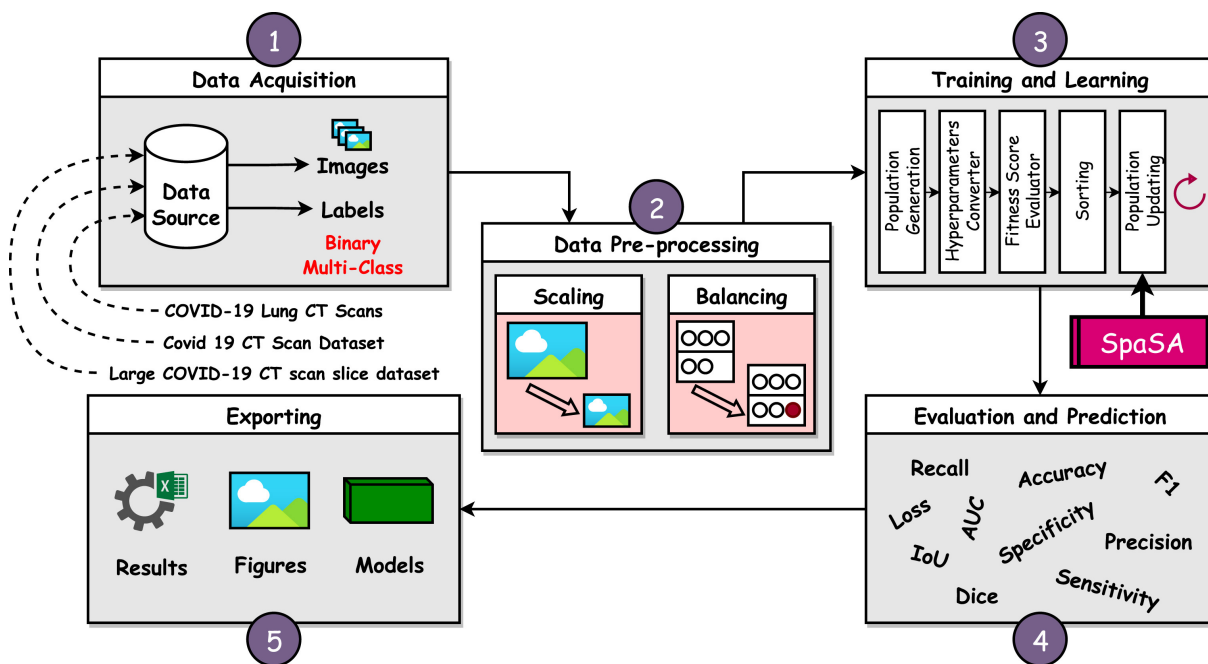 1
Data Acquisition
Data
Source
Images
Labels
Binary
Multi-Class
COVID-19 Lung CT Scans
Covid 19 CT Scan Dataset
Large COVID-19 CT scan slice dataset
2
Data Pre-processing
Scaling
Balancing
3
Training and Learning
Population
Generation
Hyperparameters
Converter
Fitness Score
Evaluator
Sorting
Population
Updating
SpaSA
Evaluation and Prediction
Recall
Accuracy
F1
Loss
AUC
Specificity
IoU
Precision
Dice
Sensitivity
4
Exporting
X
Results
Figures
Models
5